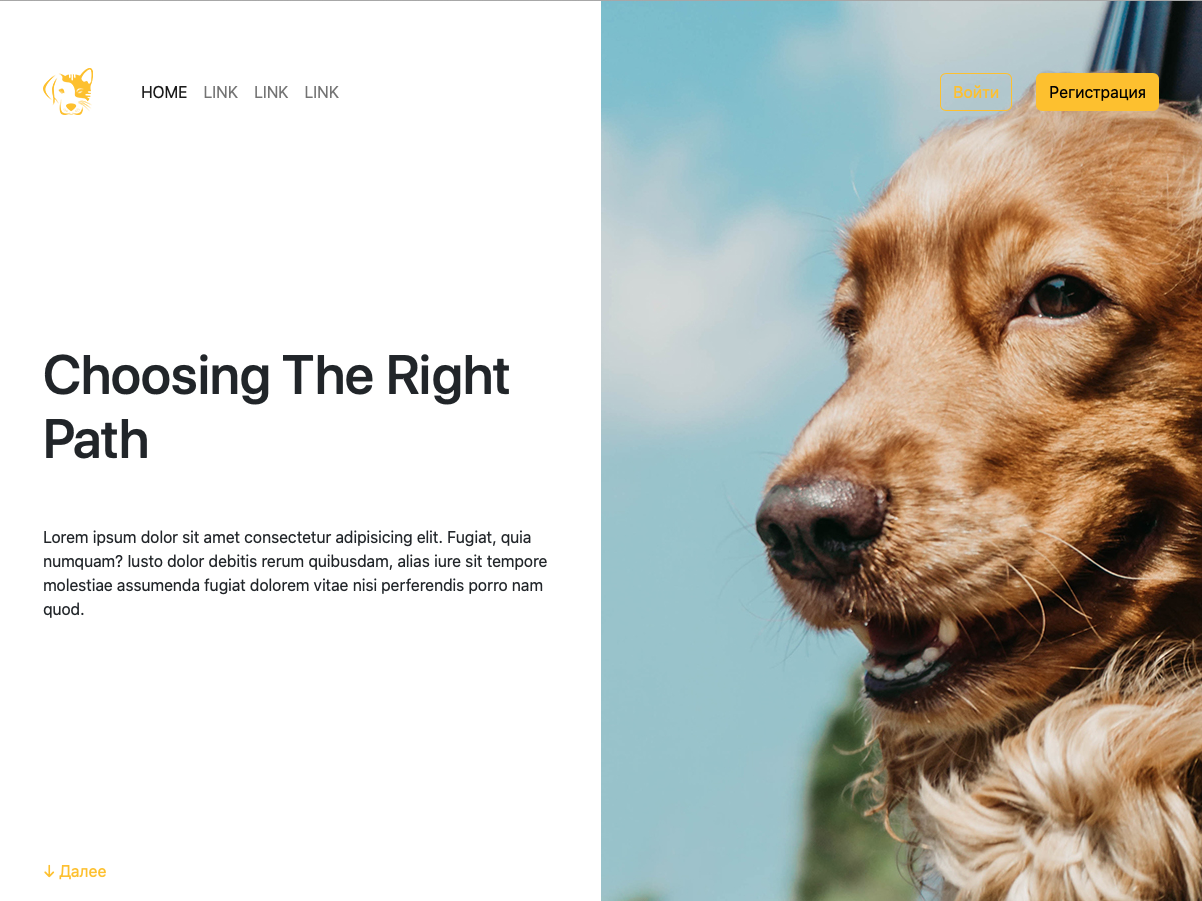 HOME LINK LINK LINK Войти Регистрация
Choosing The Right
Path
Lorem ipsum dolor sit amet consectetur adipisicing elit. Fugiat, quia
numquam? Iusto dolor debitis rerum quibusdam, alias iure sit tempore
molestiae assumenda fugiat dolorem vitae nisi perferendis porro nam
quod.
↓ Далее